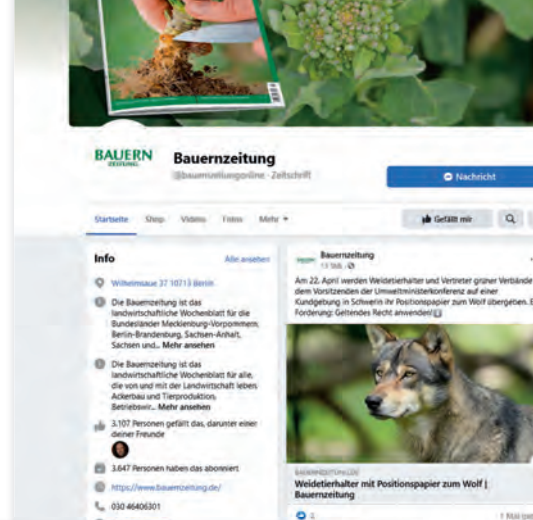 BAUERN
ZEITUNG
Bauernzeitung
@bauernzeitungonline · Zeitschrift
Nachricht
Startseite Shop Videos Fotos Mehr
Gefällt mir
Info
Alle ansehen
Wilhelmsaue 37 10713 Berlin
Die Bauernzeitung ist das
landwirtschaftliche Wochenblatt für die
Bundesländer Mecklenburg-Vorpommern,
Berlin-Brandenburg, Sachsen-Anhalt,
Sachsen und... Mehr ansehen
Die Bauernzeitung ist das
landwirtschaftliche Wochenblatt für alle,
die von und mit der Landwirtschaft leben
Ackerbau und Tierproduktion,
Betriebswir... Mehr ansehen
3.107 Personen gefällt das, darunter einer
deiner Freunde
3.647 Personen haben das abonniert
https://www.bauernzeitung.de/
030 46406301
Bauernzeitung
13 Std.
Am 22. April werden Weidetierhalter und Vertreter grüner Verbände
dem Vorsitzenden der Umweltministerkonferenz auf einer
Kundgebung in Schwerin ihr Positionspapier zum Wolf übergeben.
Forderung: Geltendes Recht anwenden!
BAUERNZEITUNG.DE
Weidetierhalter mit Positionspapier zum Wolf |
Bauernzeitung
1 Mal